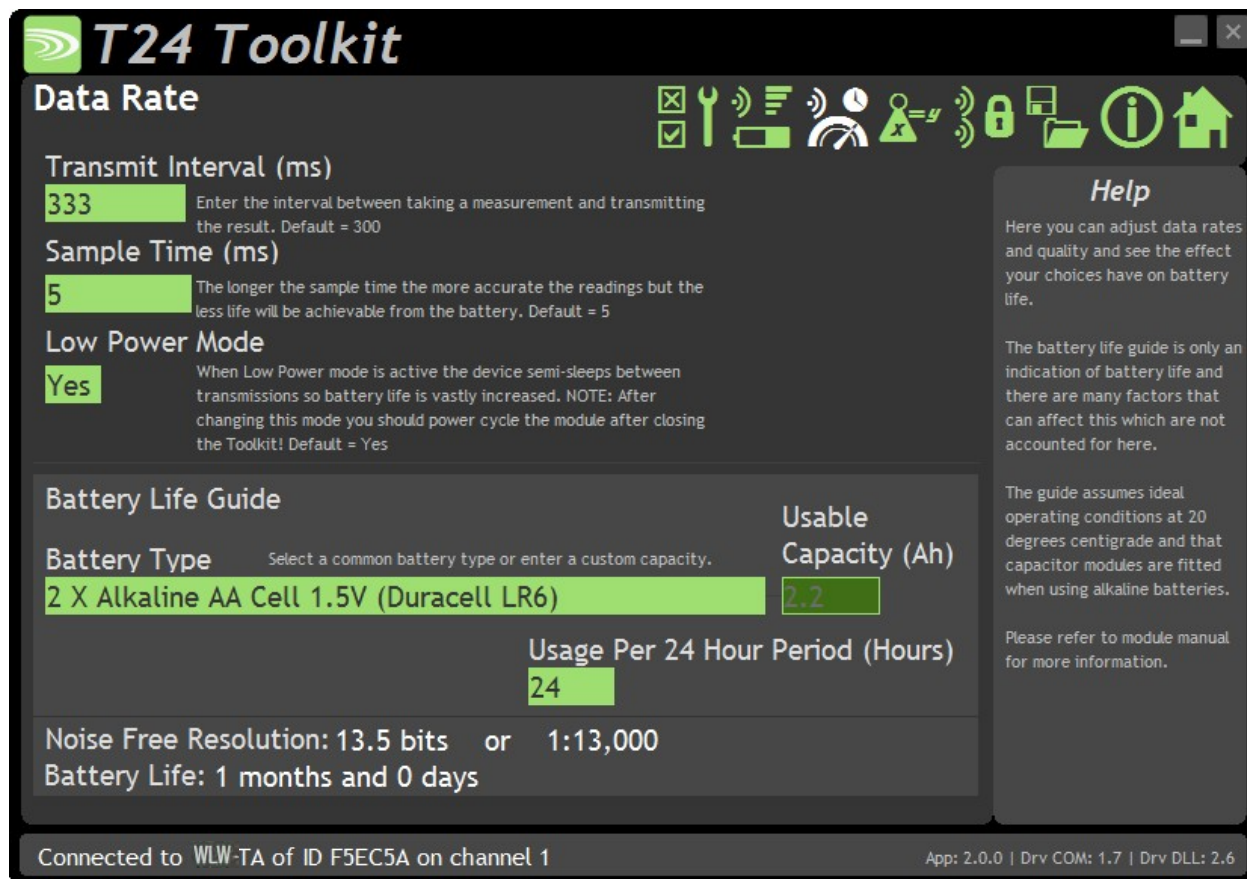 T24 Toolkit
Data Rate
Transmit Interval (ms)
333
Enter the interval between taking a measurement and transmitting
the result. Default = 300
Sample Time (ms)
5
The longer the sample time the more accurate the readings but the
less life will be achievable from the battery. Default = 5
Low Power Mode
Yes
When Low Power mode is active the device semi-sleeps between
transmissions so battery life is vastly increased. NOTE: After
changing this mode you should power cycle the module after closing
the Toolkit! Default = Yes
Battery Life Guide
Battery Type
Select a common battery type or enter a custom capacity.
Usable
Capacity (Ah)
2 X Alkaline AA Cell 1.5V (Duracell LR6)
2.2
Usage Per 24 Hour Period (Hours)
24
Noise Free Resolution: 13.5 bits or 1:13,000
Battery Life: 1 months and 0 days
x=y
Help
Here you can adjust data rates
and quality and see the effect
your choices have on battery
life.
The battery life guide is only an
indication of battery life and
there are many factors that
can affect this which are not
accounted for here.
The guide assumes ideal
operating conditions at 20
degrees centigrade and that
capacitor modules are fitted
when using alkaline batteries.
Please refer to module manual
for more information.
Connected to WLW-TA of ID F5EC5A on channel 1
App: 2.0.0 | Drv COM: 1.7 | Drv DLL: 2.6